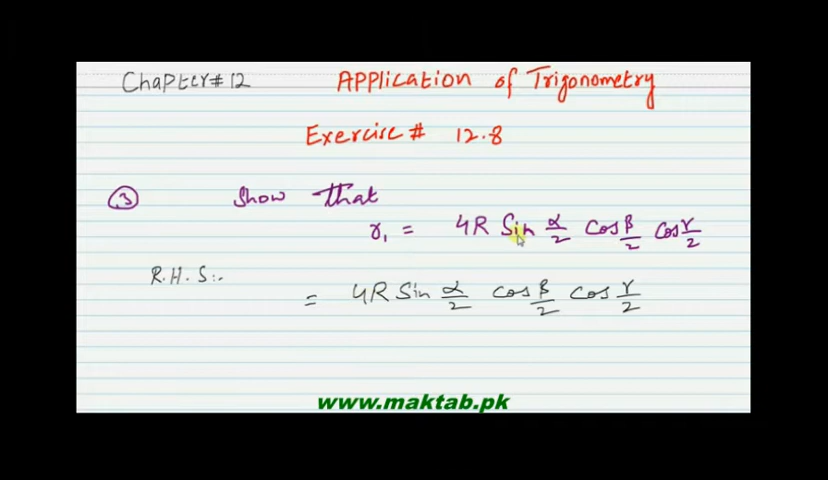 Chapter # 12 Application of Trigonometry
Exercise # 12.8
③ Show that
r₁ = 4R Sin α/2 Cos β/2 Cos γ/2
R.H.S:-
= 4R Sin α/2 Cos β/2 Cos γ/2
www.maktab.pk